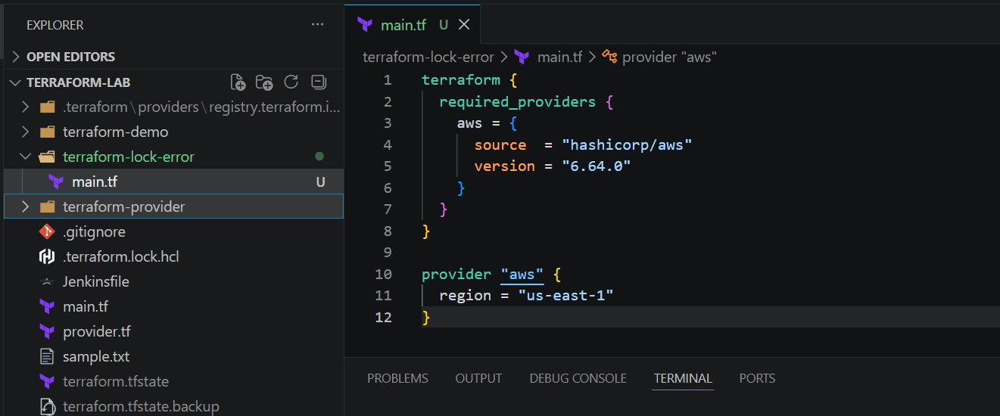 EXPLORER
···
OPEN EDITORS
TERRAFORM-LAB
.terraform\providers\registry.terraform.i...
terraform-demo
terraform-lock-error
main.tf U
terraform-provider
.gitignore
.terraform.lock.hcl
Jenkinsfile
main.tf
provider.tf
sample.txt
terraform.tfstate
terraform.tfstate.backup
main.tf U
terraform-lock-error > main.tf > provider "aws"
1 terraform {
2   required_providers {
3     aws = {
4       source  = "hashicorp/aws"
5       version = "6.64.0"
6     }
7   }
8 }
9
10 provider "aws" {
11   region = "us-east-1"
12 }
PROBLEMS OUTPUT DEBUG CONSOLE TERMINAL PORTS